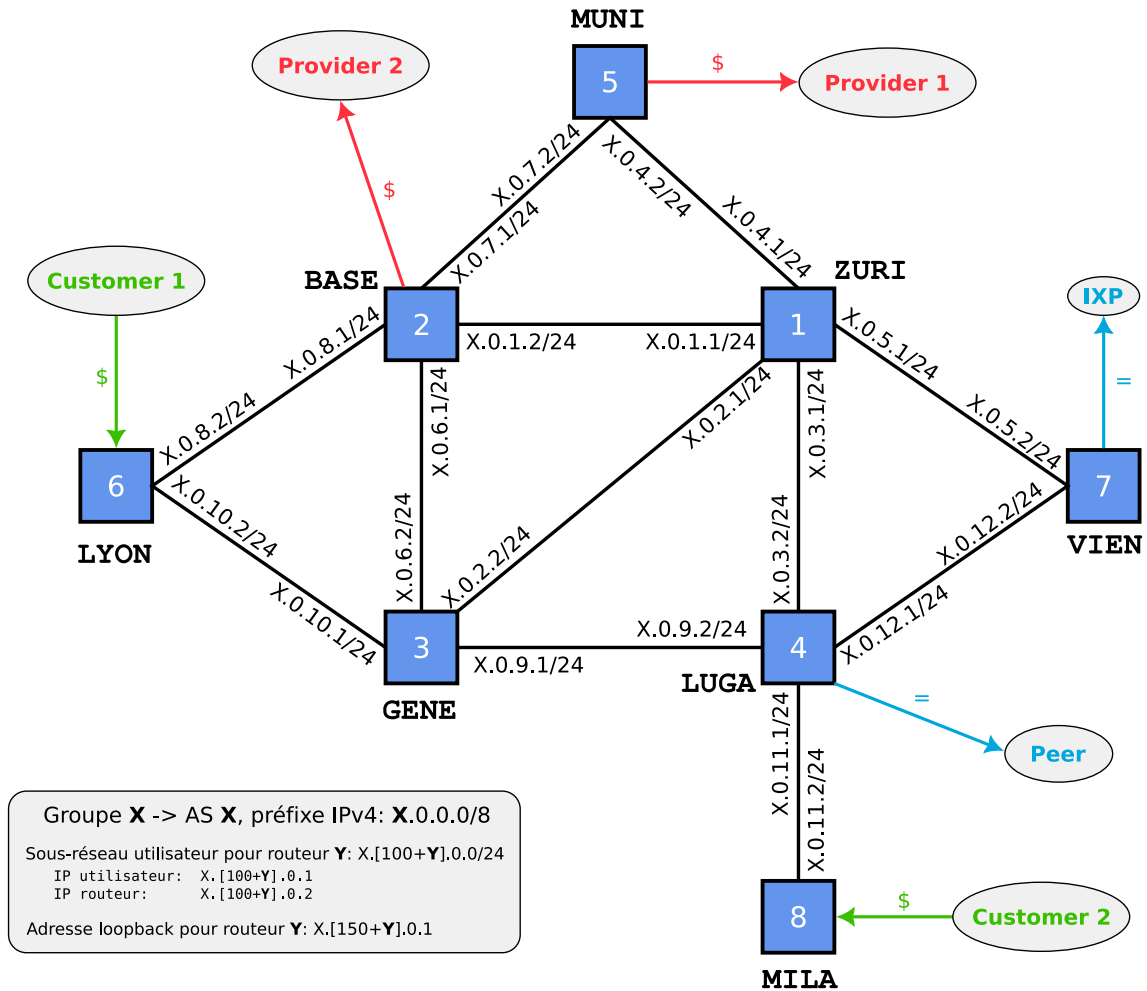 MUNI
5
$
Provider 1
Provider 2
$
X.0.7.2/24
X.0.7.1/24
X.0.4.2/24
X.0.4.1/24
Customer 1
$
BASE
2
ZURI
1
IXP
=
X.0.1.2/24
X.0.1.1/24
X.0.8.1/24
X.0.8.2/24
X.0.6.1/24
X.0.6.2/24
X.0.2.1/24
X.0.2.2/24
X.0.3.1/24
X.0.3.2/24
X.0.5.1/24
X.0.5.2/24
6
LYON
7
VIEN
X.0.10.2/24
X.0.10.1/24
X.0.12.2/24
X.0.12.1/24
3
GENE
X.0.9.2/24
X.0.9.1/24
4
LUGA
=
Peer
X.0.11.1/24
X.0.11.2/24
8
MILA
$
Customer 2
Groupe X -> AS X, préfixe IPv4: X.0.0.0/8
Sous-réseau utilisateur pour routeur Y: X.[100+Y].0.0/24
IP utilisateur: X.[100+Y].0.1
IP routeur: X.[100+Y].0.2
Adresse loopback pour routeur Y: X.[150+Y].0.1